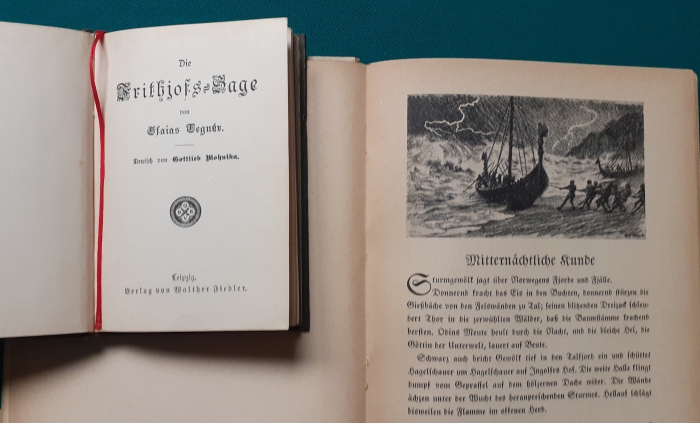 Die
Frithjofs-Sage
von
Esaias Tegnér.
Deutsch von Gottlieb Mohnike.
Leipzig.
Verlag von Walther Fiedler.
Mitternächtliche Kunde
Sturmgewölk jagt über Norwegens Fjorde und Fjälle.
Donnernd kracht das Eis in den Buchten, donnernd stürzen die
Gießbäche von den Felswänden zu Tal; seinen blitzenden Dreizack schleu-
dert Thor in die zerwühlten Wälder, daß die Baumstämme krachend
bersten. Odins Meute heult durch die Nacht, und die bleiche Hel, die
Göttin der Unterwelt, lauert auf Beute.
Schwarz auch bricht Gewölk tief in den Talfjord ein und schüttet
Hagelschauer um Hagelschauer auf Ingolfrs Hof. Die weite Halle klingt
dumpf vom Geprassel auf dem hölzernen Dache wider. Die Wände
ächzen unter der Wucht des heranpreschenden Sturmes. Hellauf schlägt
bisweilen die Flamme im offenen Herd.